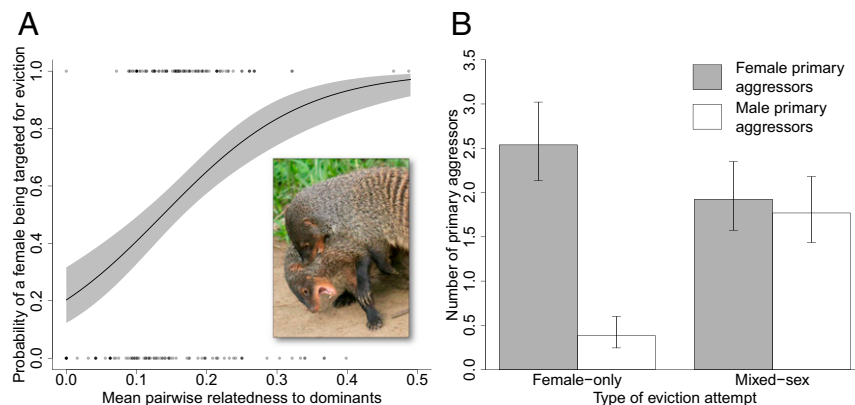 A
Probability of a female being targeted for eviction
1.0
0.8
0.6
0.4
0.2
0.0
0.0 0.1 0.2 0.3 0.4 0.5
Mean pairwise relatedness to dominants
B
Number of primary aggressors
3.5
3.0
2.5
2.0
1.5
1.0
0.5
0.0
Female primary
aggressors
Male primary
aggressors
Female−only Mixed−sex
Type of eviction attempt